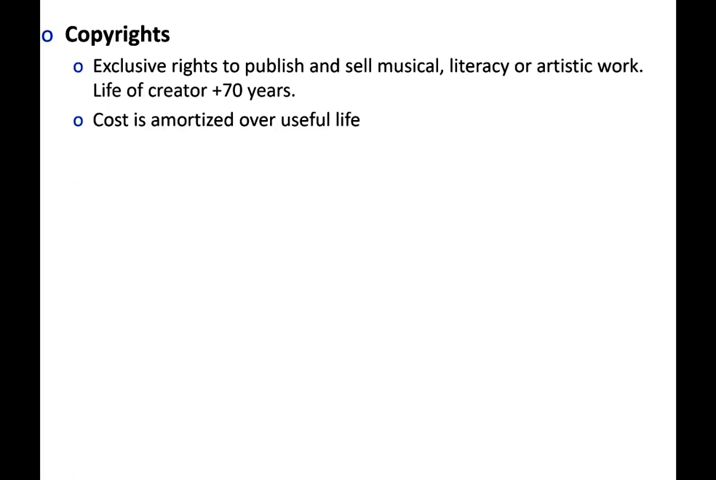 o Copyrights
o Exclusive rights to publish and sell musical, literacy or artistic work.
Life of creator +70 years.
o Cost is amortized over useful life